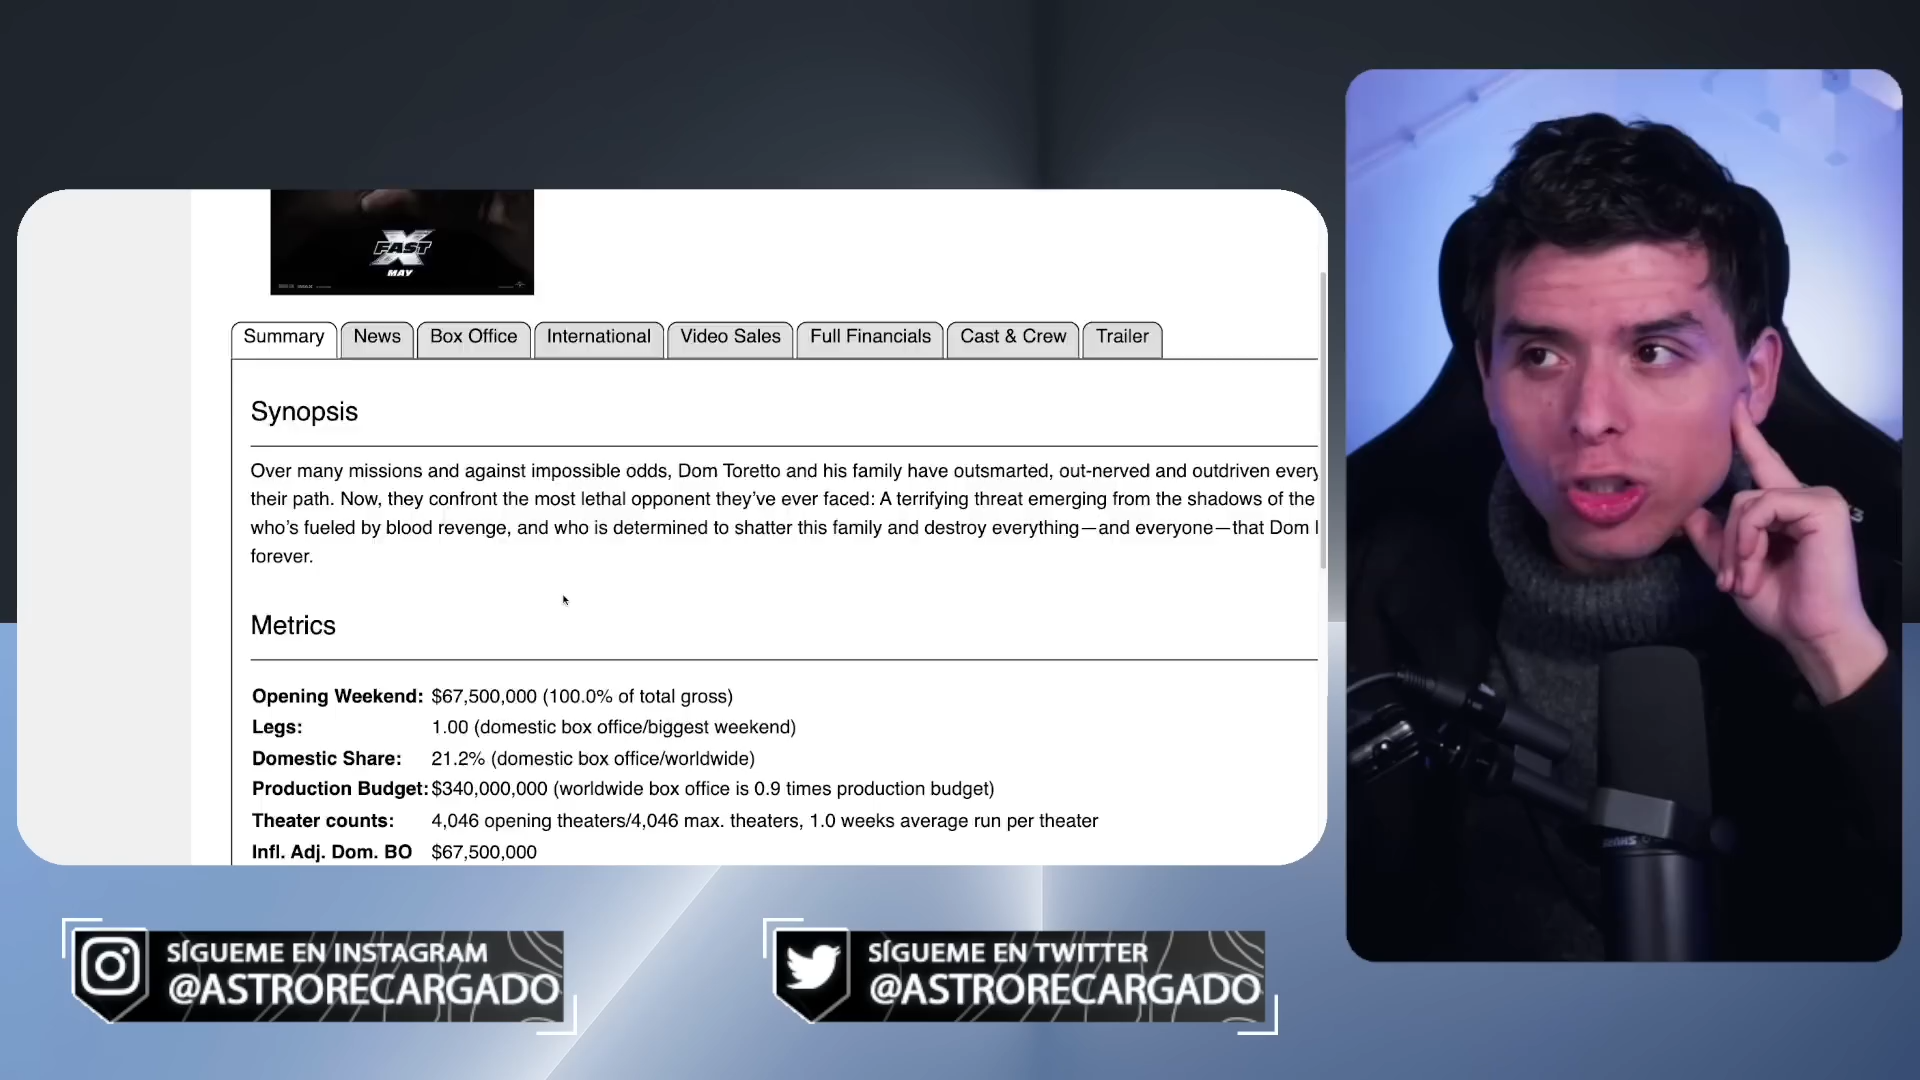 FAST X
MAY
Summary
News
Box Office
International
Video Sales
Full Financials
Cast & Crew
Trailer
Synopsis
Over many missions and against impossible odds, Dom Toretto and his family have outsmarted, out-nerved and outdriven every
their path. Now, they confront the most lethal opponent they’ve ever faced: A terrifying threat emerging from the shadows of the
who’s fueled by blood revenge, and who is determined to shatter this family and destroy everything—and everyone—that Dom l
forever.
Metrics
Opening Weekend: $67,500,000 (100.0% of total gross)
Legs: 1.00 (domestic box office/biggest weekend)
Domestic Share: 21.2% (domestic box office/worldwide)
Production Budget: $340,000,000 (worldwide box office is 0.9 times production budget)
Theater counts: 4,046 opening theaters/4,046 max. theaters, 1.0 weeks average run per theater
Infl. Adj. Dom. BO $67,500,000
SÍGUEME EN INSTAGRAM
@ASTRORECARGADO
SÍGUEME EN TWITTER
@ASTRORECARGADO